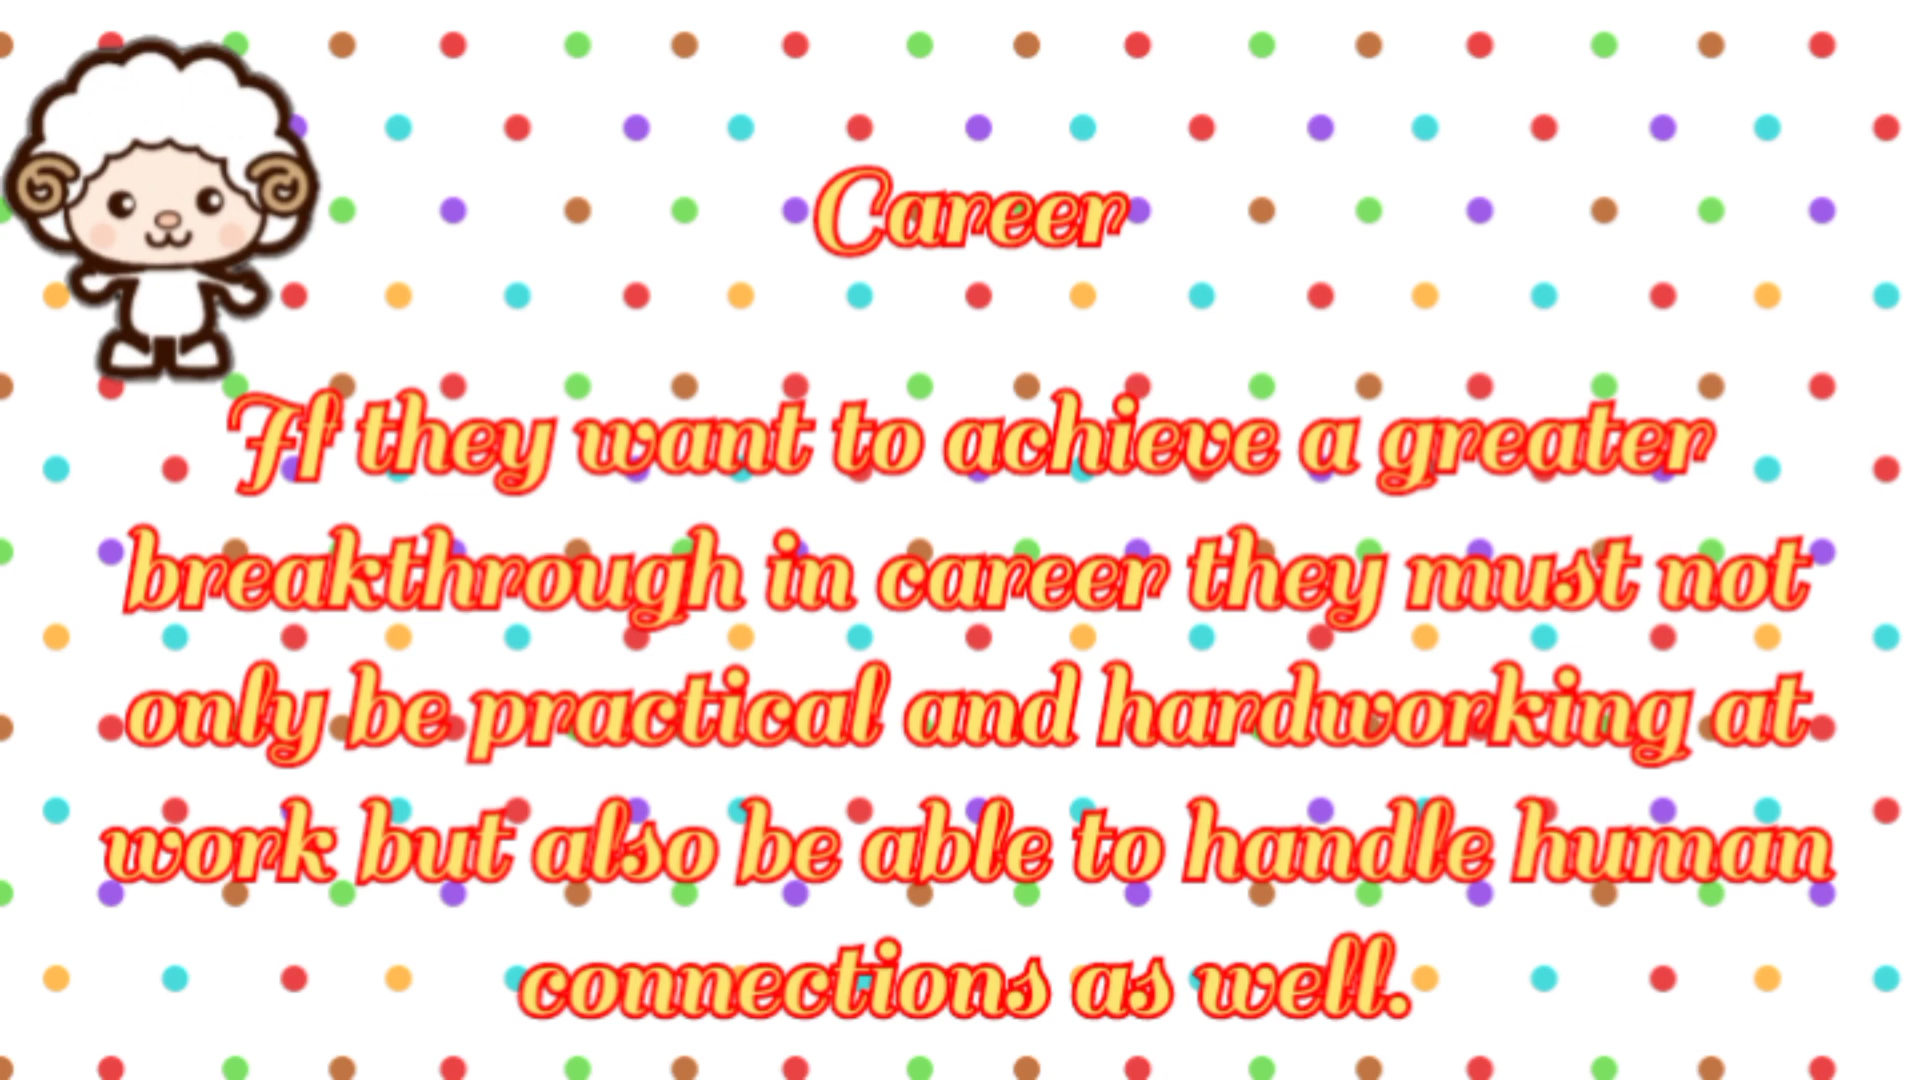 Career
If they want to achieve a greater
breakthrough in career they must not
only be practical and hardworking at
work but also be able to handle human
connections as well.